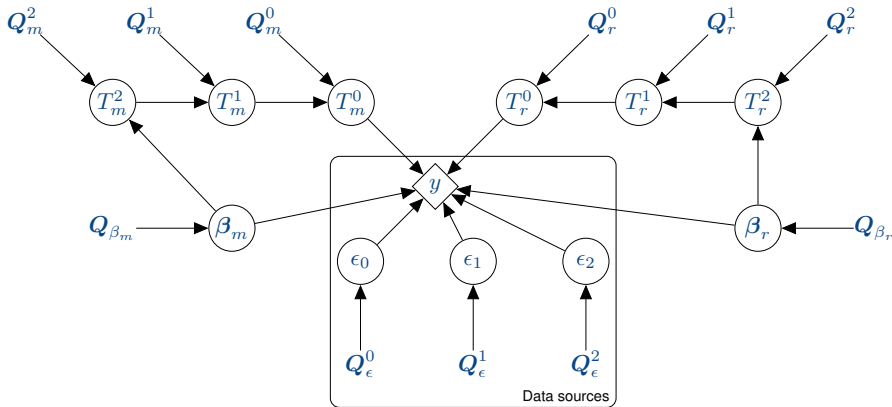 Q_m^2 Q_m^1 Q_m^0 Q_r^0 Q_r^1 Q_r^2
T_m^2 T_m^1 T_m^0 T_r^0 T_r^1 T_r^2
y
Q_{β_m} β_m β_r Q_{β_r}
ϵ_0 ϵ_1 ϵ_2
Q_ϵ^0 Q_ϵ^1 Q_ϵ^2
Data sources